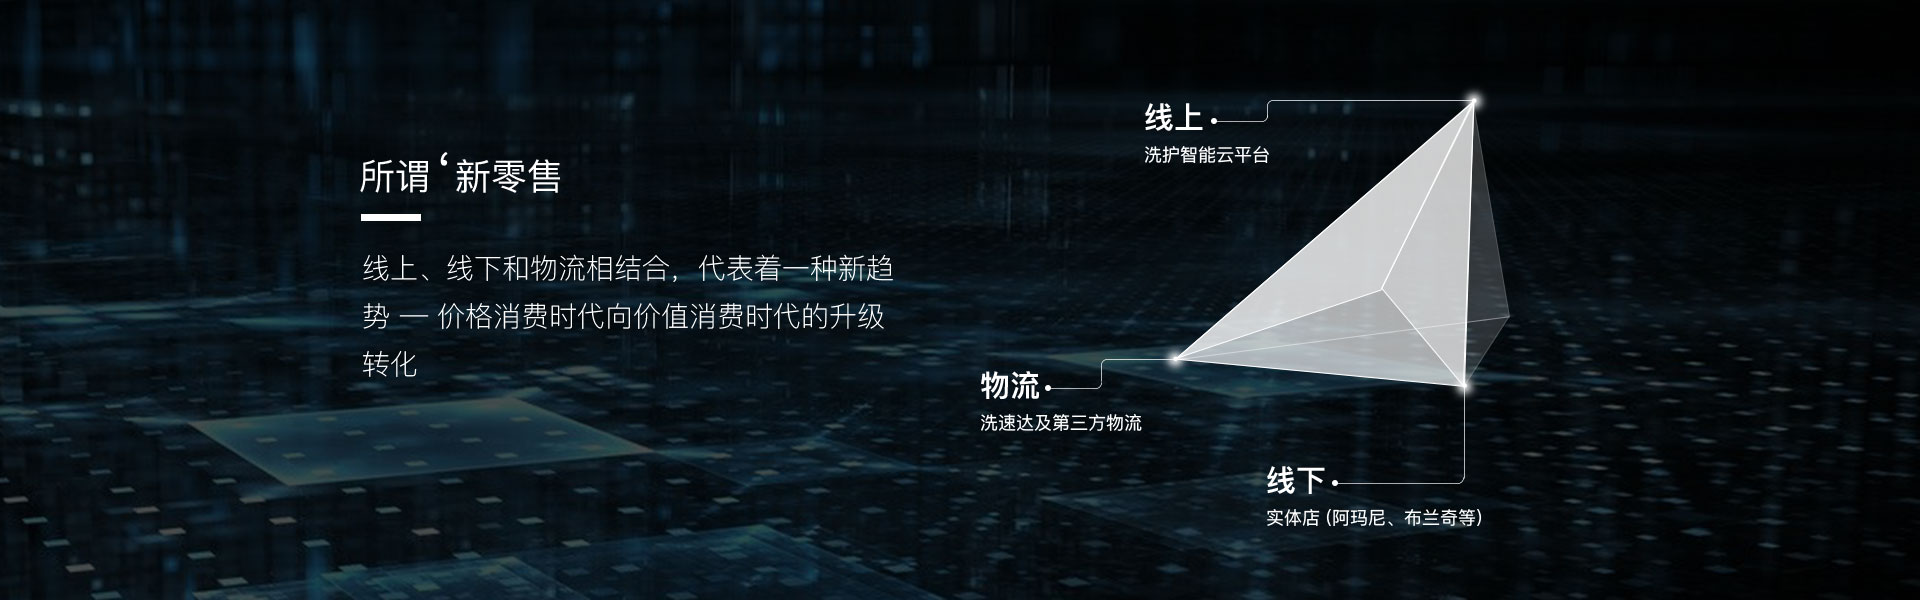 所谓‘新零售
线上、线下和物流相结合，代表着一种新趋
势 — 价格消费时代向价值消费时代的升级
转化
线上
洗护智能云平台
物流
洗速达及第三方物流
线下
实体店 (阿玛尼、布兰奇等)